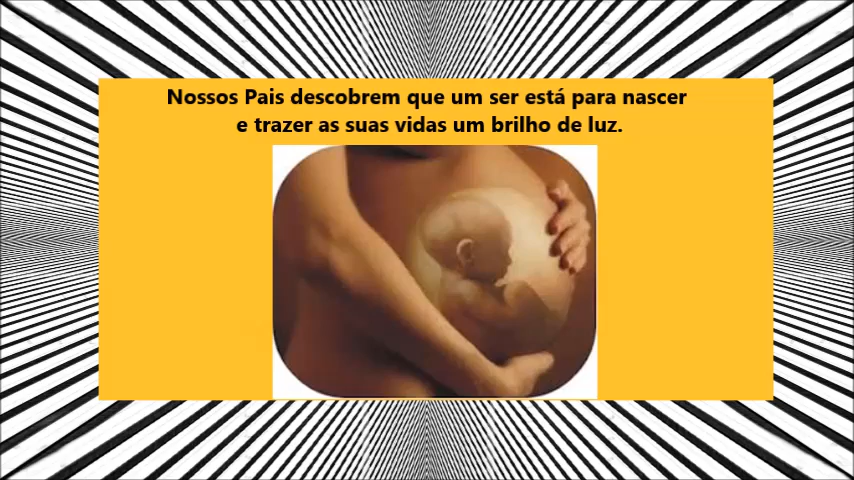 Nossos Pais descobrem que um ser está para nascer
e trazer as suas vidas um brilho de luz.